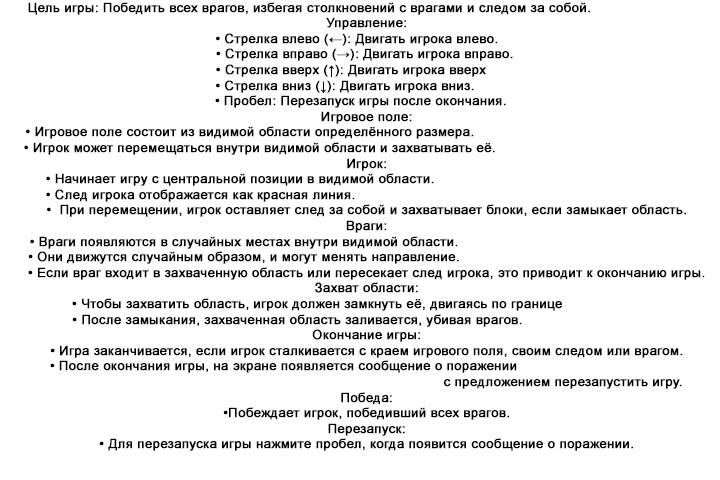 Цель игры: Победить всех врагов, избегая столкновений с врагами и следом за собой.
Управление:
• Стрелка влево (←): Двигать игрока влево.
• Стрелка вправо (→): Двигать игрока вправо.
• Стрелка вверх (↑): Двигать игрока вверх
• Стрелка вниз (↓): Двигать игрока вниз.
• Пробел: Перезапуск игры после окончания.
Игровое поле:
• Игровое поле состоит из видимой области определённого размера.
• Игрок может перемещаться внутри видимой области и захватывать её.
Игрок:
• Начинает игру с центральной позиции в видимой области.
• След игрока отображается как красная линия.
• При перемещении, игрок оставляет след за собой и захватывает блоки, если замыкает область.
Враги:
• Враги появляются в случайных местах внутри видимой области.
• Они движутся случайным образом, и могут менять направление.
• Если враг входит в захваченную область или пересекает след игрока, это приводит к окончанию игры.
Захват области:
• Чтобы захватить область, игрок должен замкнуть её, двигаясь по границе
• После замыкания, захваченная область заливается, убивая врагов.
Окончание игры:
• Игра заканчивается, если игрок сталкивается с краем игрового поля, своим следом или врагом.
• После окончания игры, на экране появляется сообщение о поражении
с предложением перезапустить игру.
Победа:
•Побеждает игрок, победивший всех врагов.
Перезапуск:
• Для перезапуска игры нажмите пробел, когда появится сообщение о поражении.